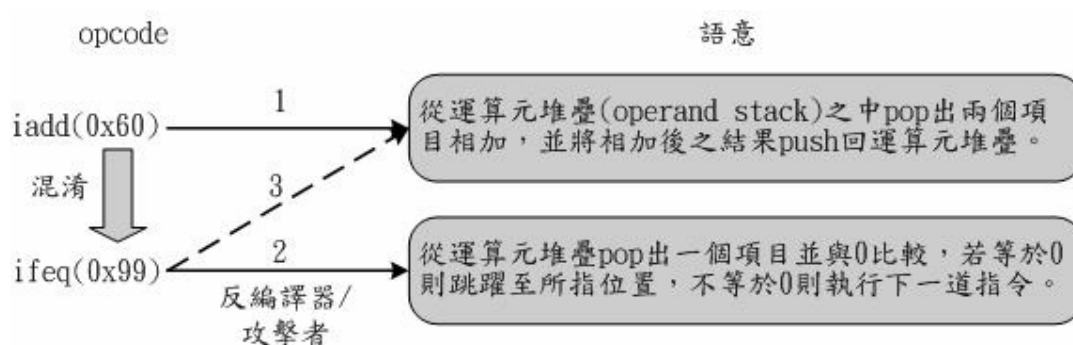 opcode
語意
iadd(0x60)
1
從運算元堆疊(operand stack)之中pop出兩個項
目相加，並將相加後之結果push回運算元堆疊。
混淆
3
ifeq(0x99)
2
從運算元堆疊pop出一個項目並與0比較，若等於0
則跳躍至所指位置，不等於0則執行下一道指令。
反編譯器/
攻擊者